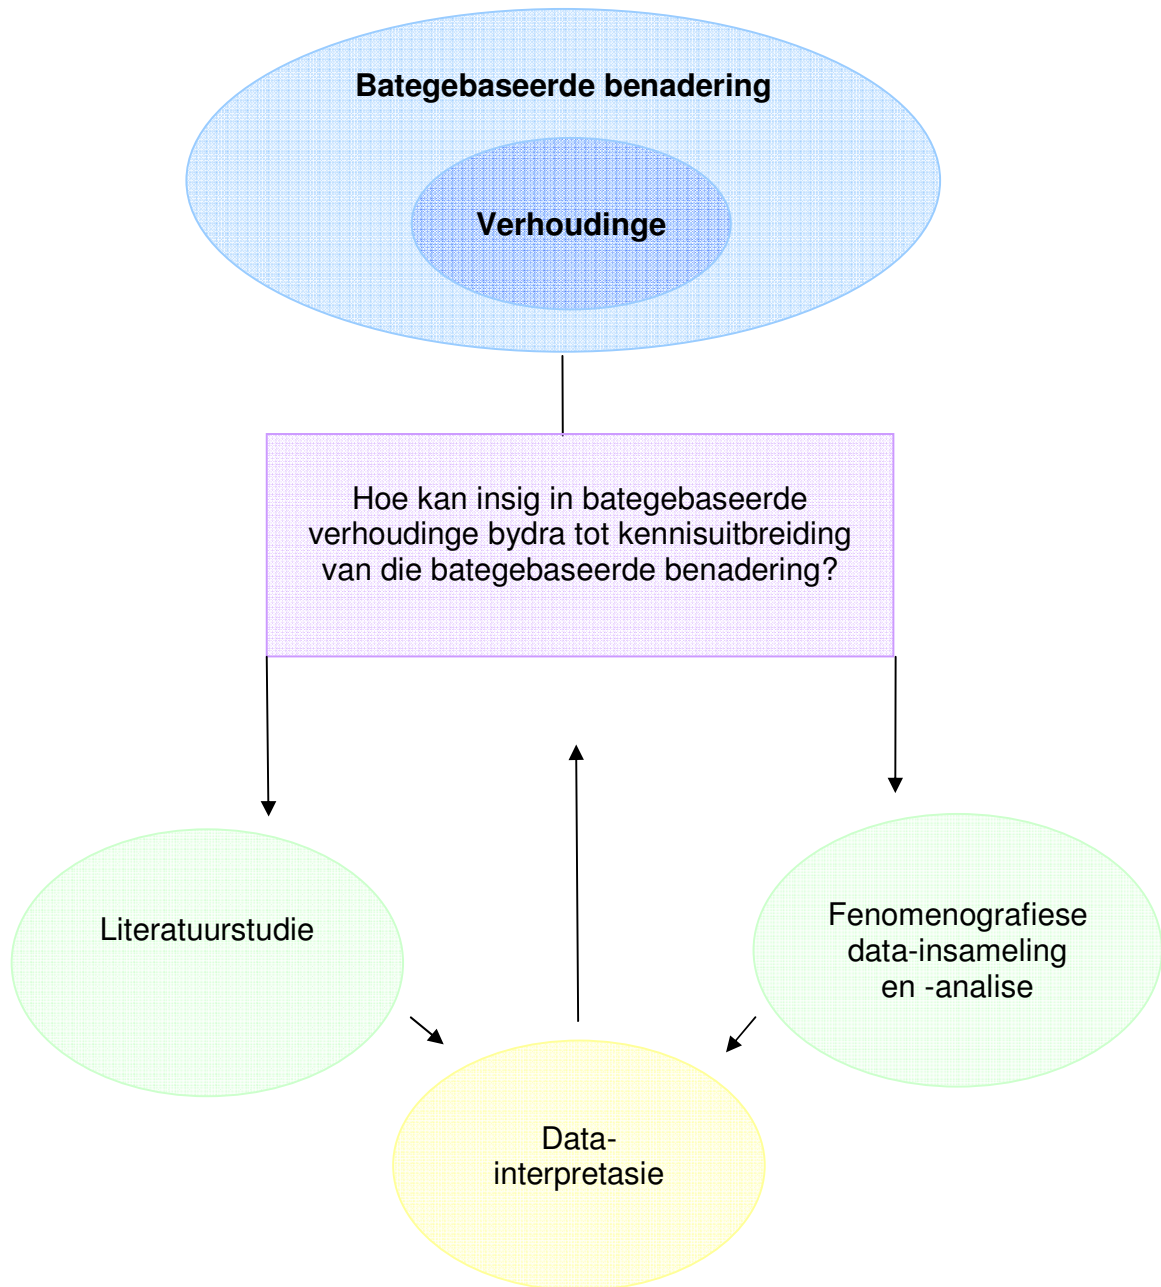 Bategebaseerde benadering
Verhoudinge
Hoe kan insig in bategebaseerde
verhoudinge bydra tot kennisuitbreiding
van die bategebaseerde benadering?
Literatuurstudie
Fenomenografiese
data-insameling
en -analise
Data-
interpretasie